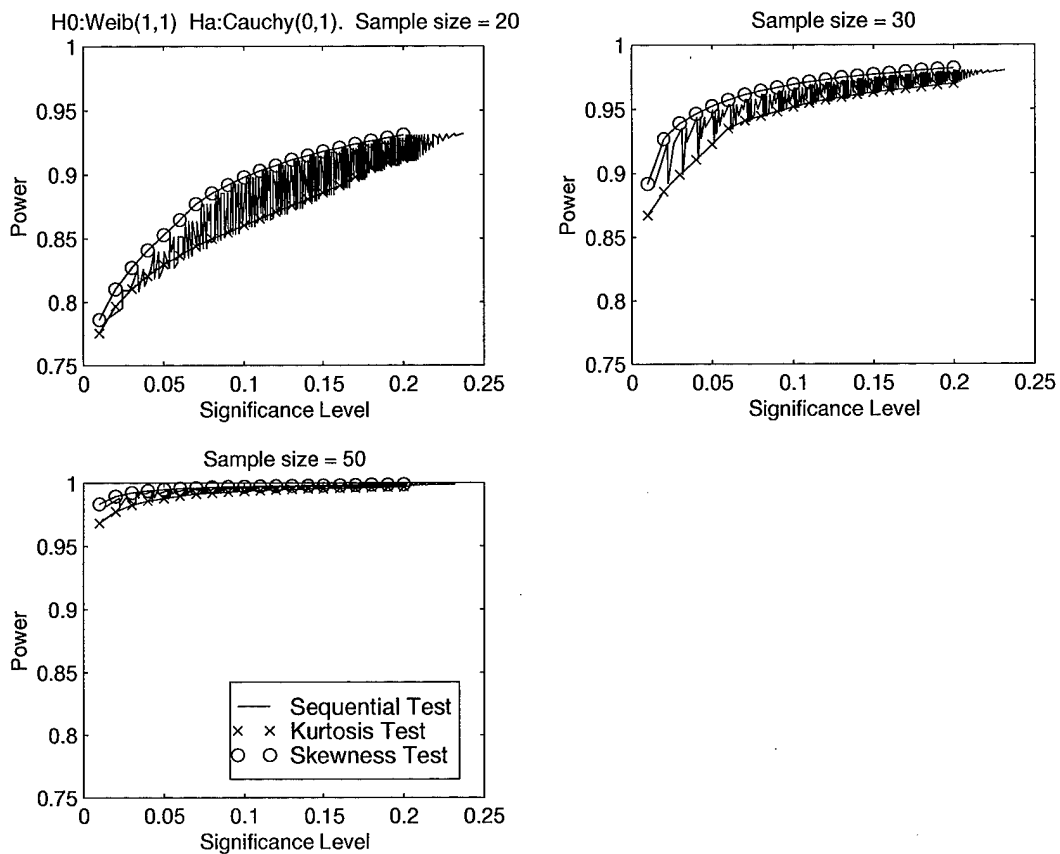 H0:Weib(1,1) Ha:Cauchy(0,1). Sample size = 20
1
0.95
0.9
0.85
0.8
0.75
0 0.05 0.1 0.15 0.2 0.25
Power
Significance Level
Sample size = 30
1
0.95
0.9
0.85
0.8
0.75
0 0.05 0.1 0.15 0.2 0.25
Power
Significance Level
Sample size = 50
1
0.95
0.9
0.85
0.8
0.75
0 0.05 0.1 0.15 0.2 0.25
Power
Significance Level
Sequential Test
Kurtosis Test
Skewness Test